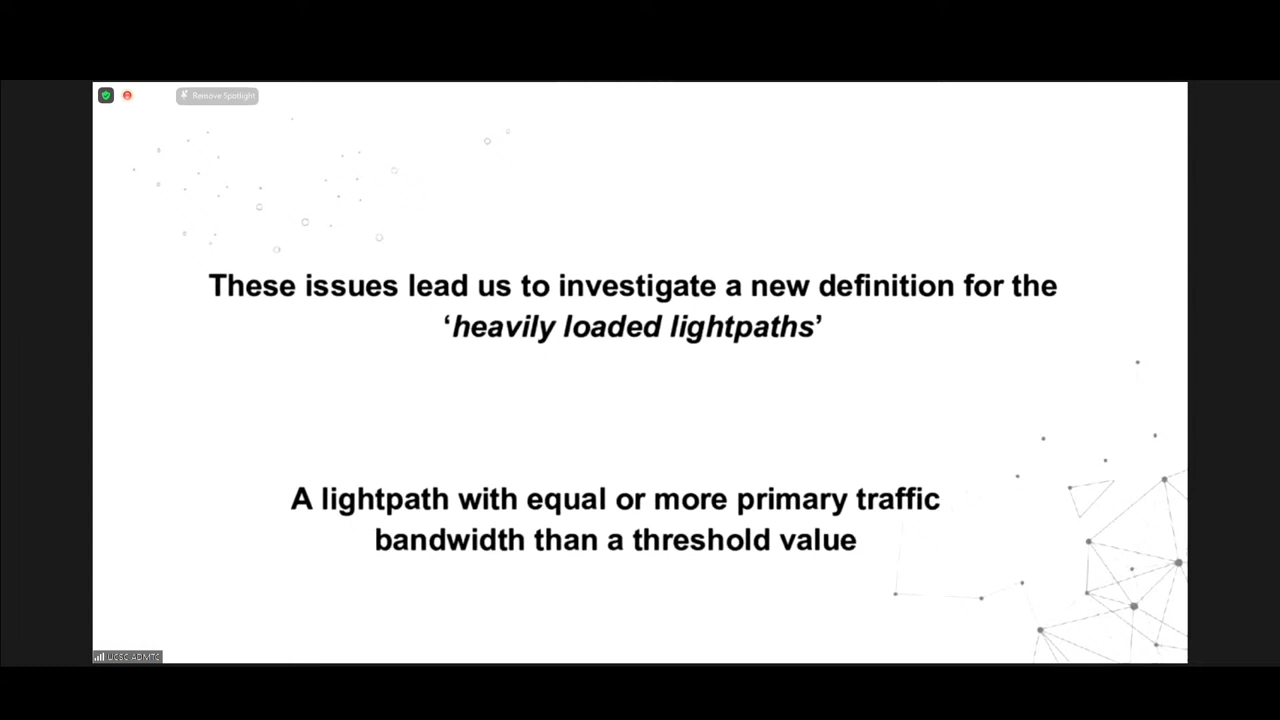 Remove Spotlight
These issues lead us to investigate a new definition for the
‘heavily loaded lightpaths’
A lightpath with equal or more primary traffic
bandwidth than a threshold value
UCSC ADMTC